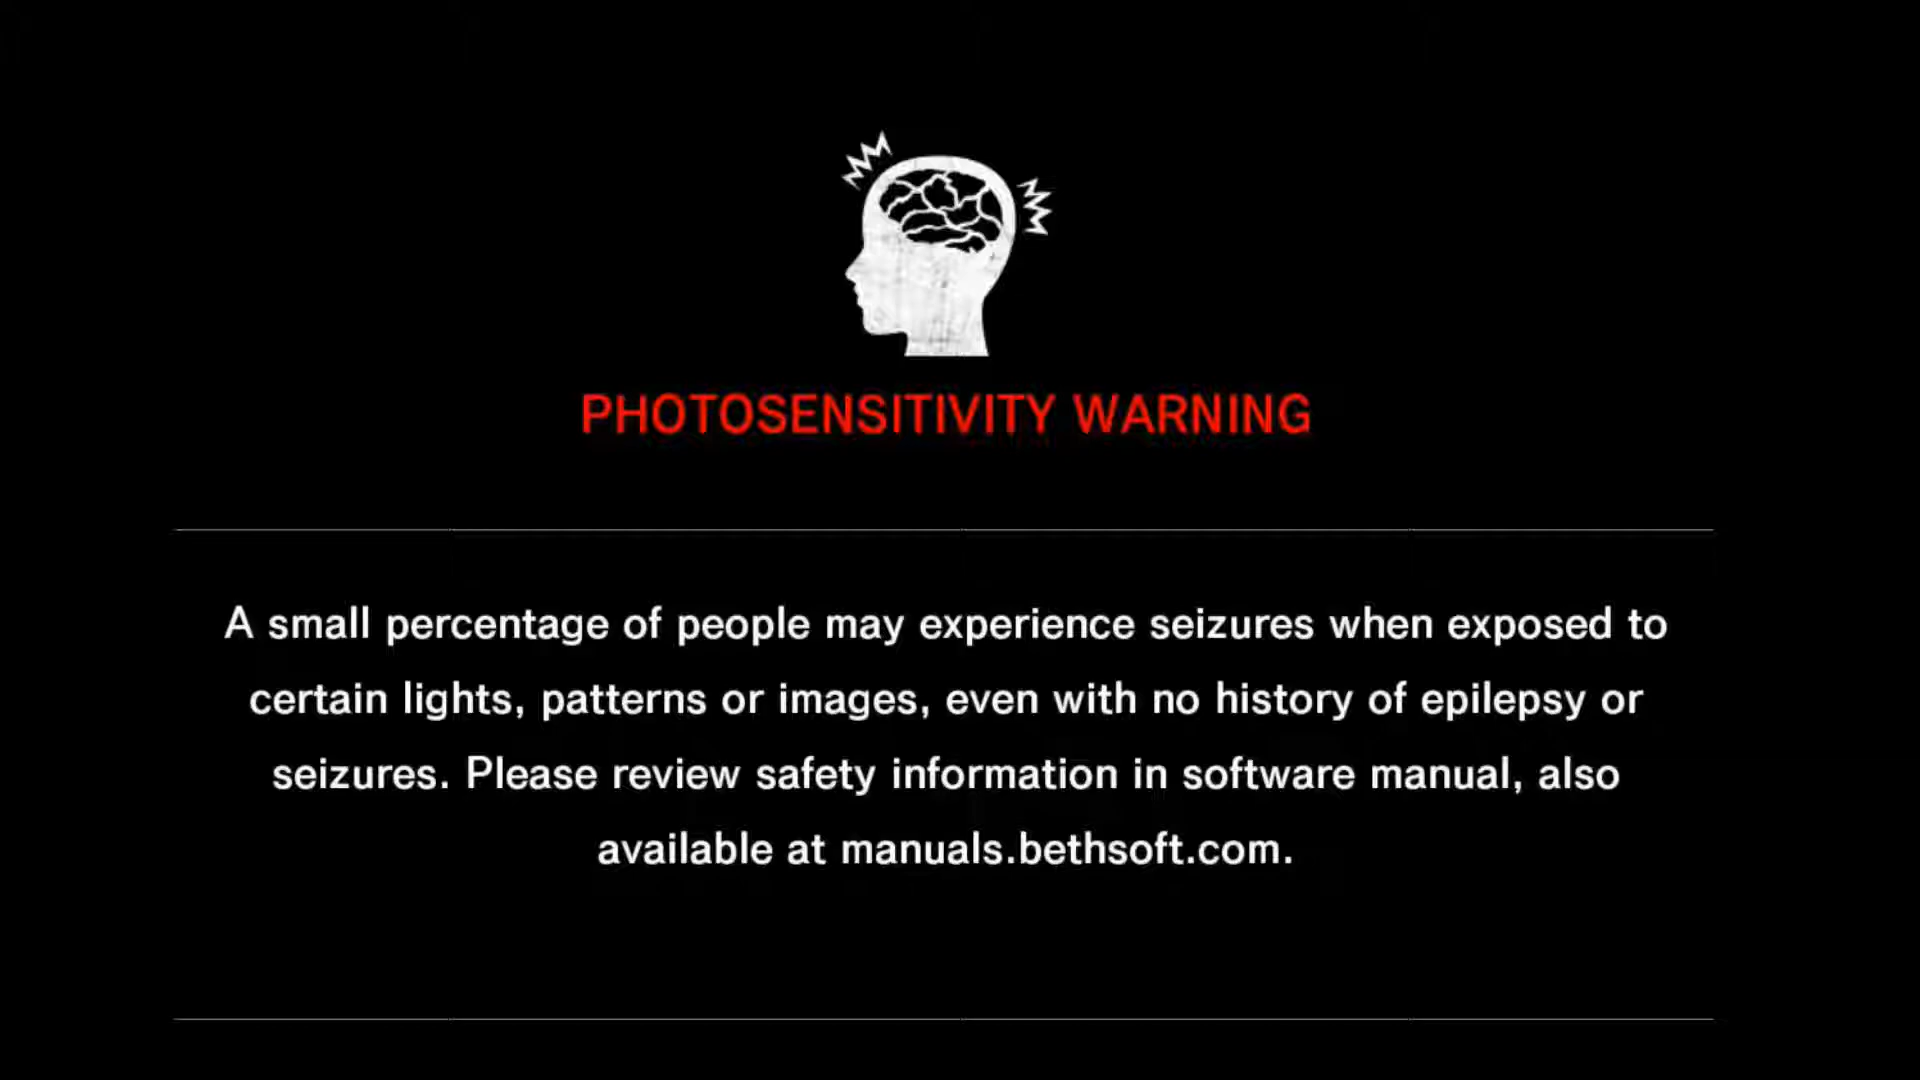 PHOTOSENSITIVITY WARNING
A small percentage of people may experience seizures when exposed to
certain lights, patterns or images, even with no history of epilepsy or
seizures. Please review safety information in software manual, also
available at manuals.bethsoft.com.